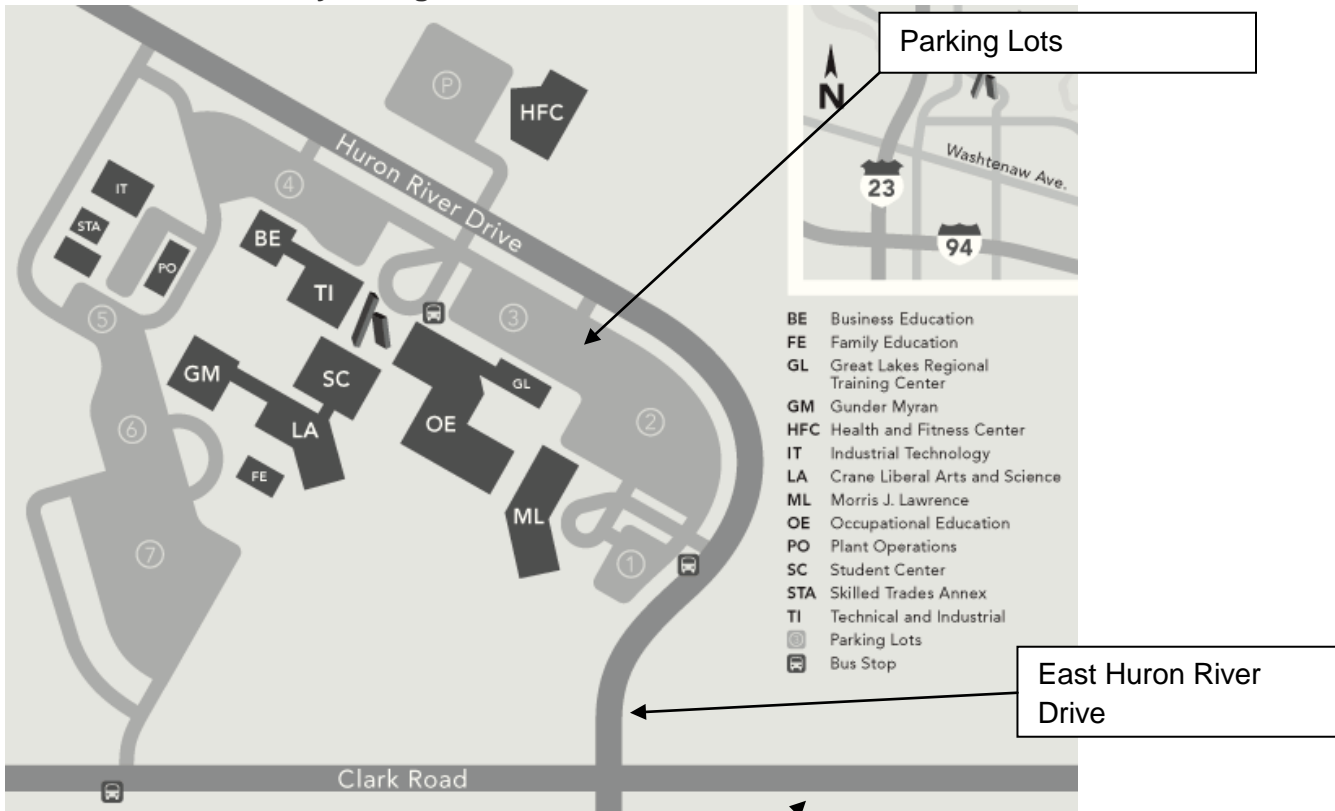 Parking Lots
P
HFC
N
Huron River Drive
Washtenaw Ave.
23
94
4
IT
STA
BE
PO
TI
3
5
GM
SC
GL
LA
OE
2
6
FE
ML
7
1
BE Business Education
FE Family Education
GL Great Lakes Regional
Training Center
GM Gunder Myran
HFC Health and Fitness Center
IT Industrial Technology
LA Crane Liberal Arts and Science
ML Morris J. Lawrence
OE Occupational Education
PO Plant Operations
SC Student Center
STA Skilled Trades Annex
TI Technical and Industrial
Parking Lots
Bus Stop
East Huron River
Drive
Clark Road